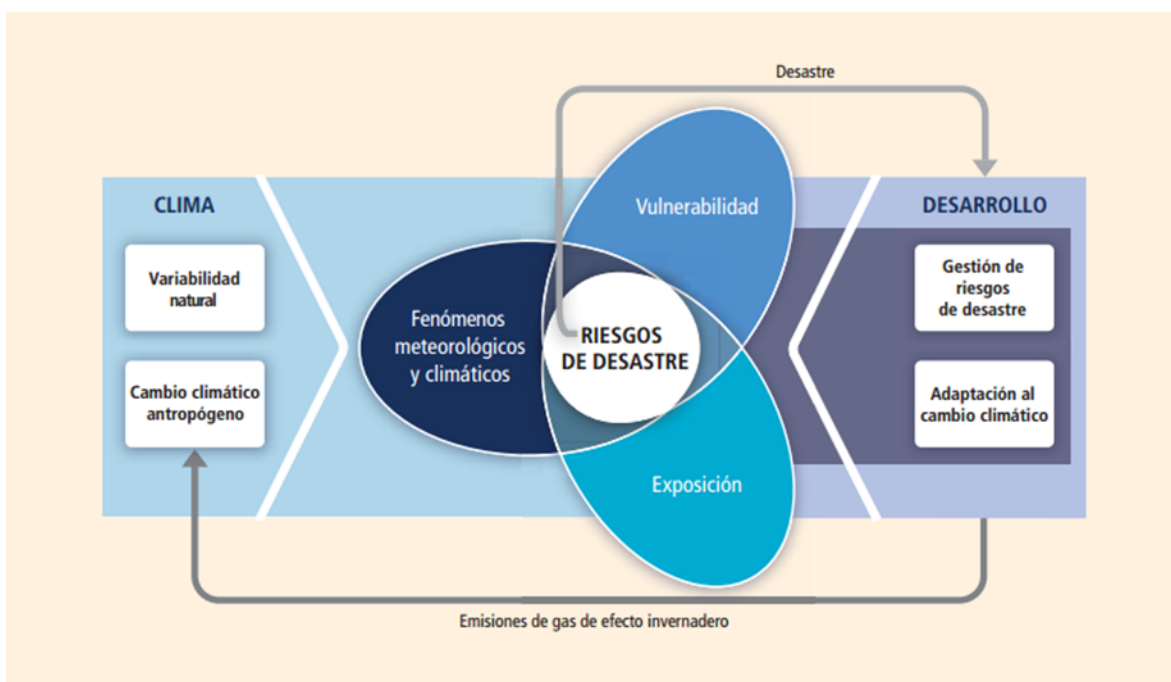 Desastre
CLIMA
Variabilidad
natural
Cambio climático
antropógeno
Fenómenos
meteorológicos
y climáticos
Vulnerabilidad
RIESGOS
DE DESASTRE
Exposición
DESARROLLO
Gestión de
riesgos
de desastre
Adaptación al
cambio climático
Emisiones de gas de efecto invernadero